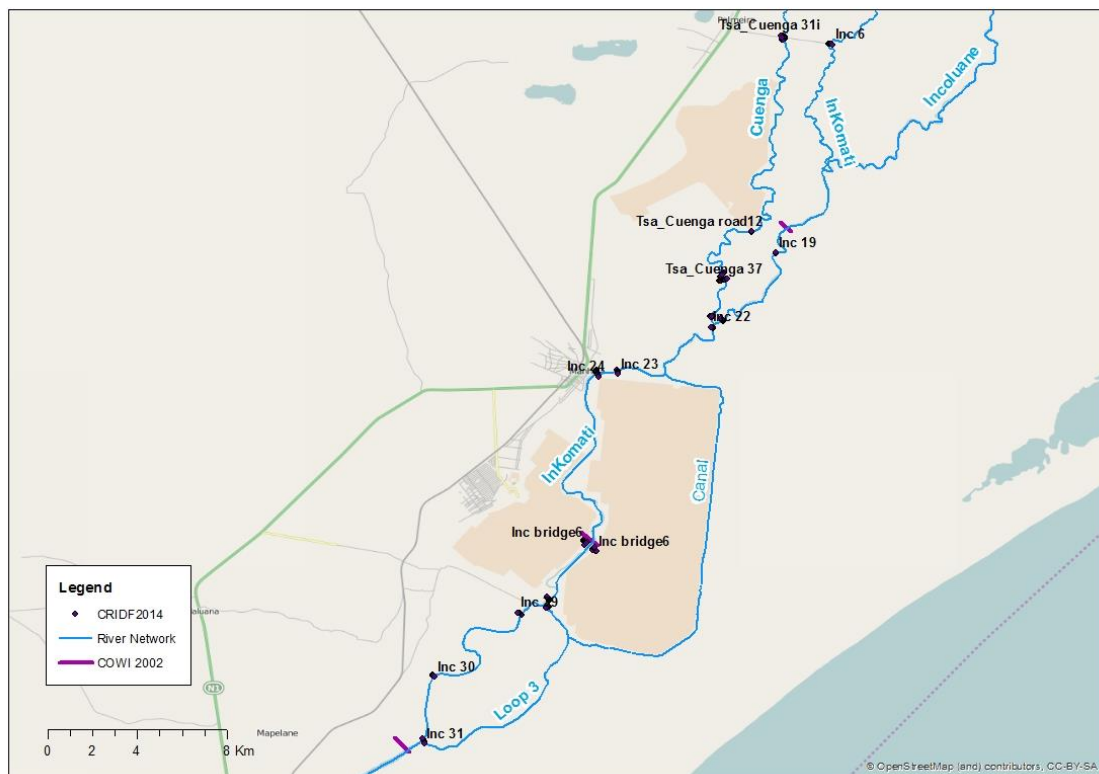 Palmeira
Tsa_Cuenga 31i
Inc 6
Cuenga
InKomati
Incoluane
Tsa_Cuenga road12
Inc 19
Tsa_Cuenga 37
Inc 22
Inc 24
Inc 23
InKomati
Canal
Inc bridge6
Inc bridge6
Inc 29
Inc 30
Loop 3
Inc 31
Mapelane
N1
Legend
CRIDF2014
River Network
COWI 2002
0 2 4 8 Km
© OpenStreetMap (and) contributors, CC-BY-SA